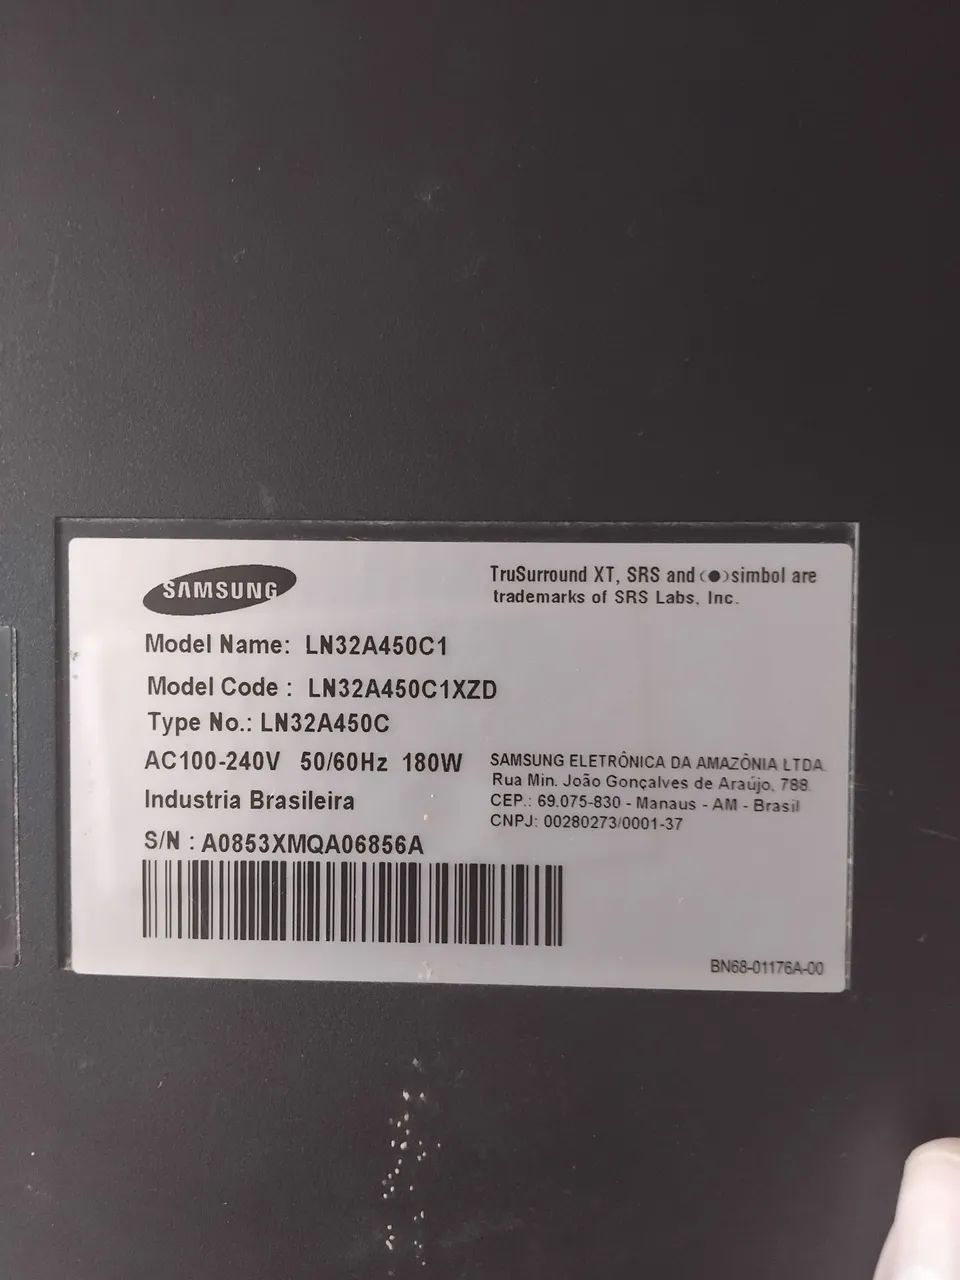 SAMSUNG
TruSurround XT, SRS and (●) simbol are
trademarks of SRS Labs, Inc.
Model Name: LN32A450C1
Model Code : LN32A450C1XZD
Type No.: LN32A450C
AC100-240V 50/60Hz 180W
Industria Brasileira
S/N : A0853XMQA06856A
SAMSUNG ELETRÔNICA DA AMAZÔNIA LTDA.
Rua Min. João Gonçalves de Araújo, 788.
CEP.: 69.075-830 - Manaus - AM - Brasil
CNPJ: 00280273/0001-37
BN68-01176A-00